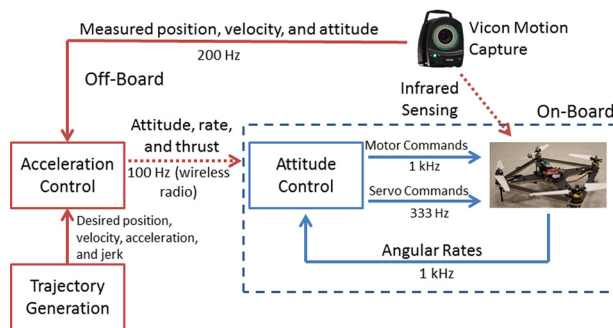 Measured position, velocity, and attitude
200 Hz
Vicon Motion
Capture
Off-Board
Infrared
Sensing
On-Board
Attitude, rate,
and thrust
100 Hz (wireless
radio)
Acceleration
Control
Attitude
Control
Motor Commands
1 kHz
Servo Commands
333 Hz
Desired position,
velocity, acceleration,
and jerk
Angular Rates
1 kHz
Trajectory
Generation